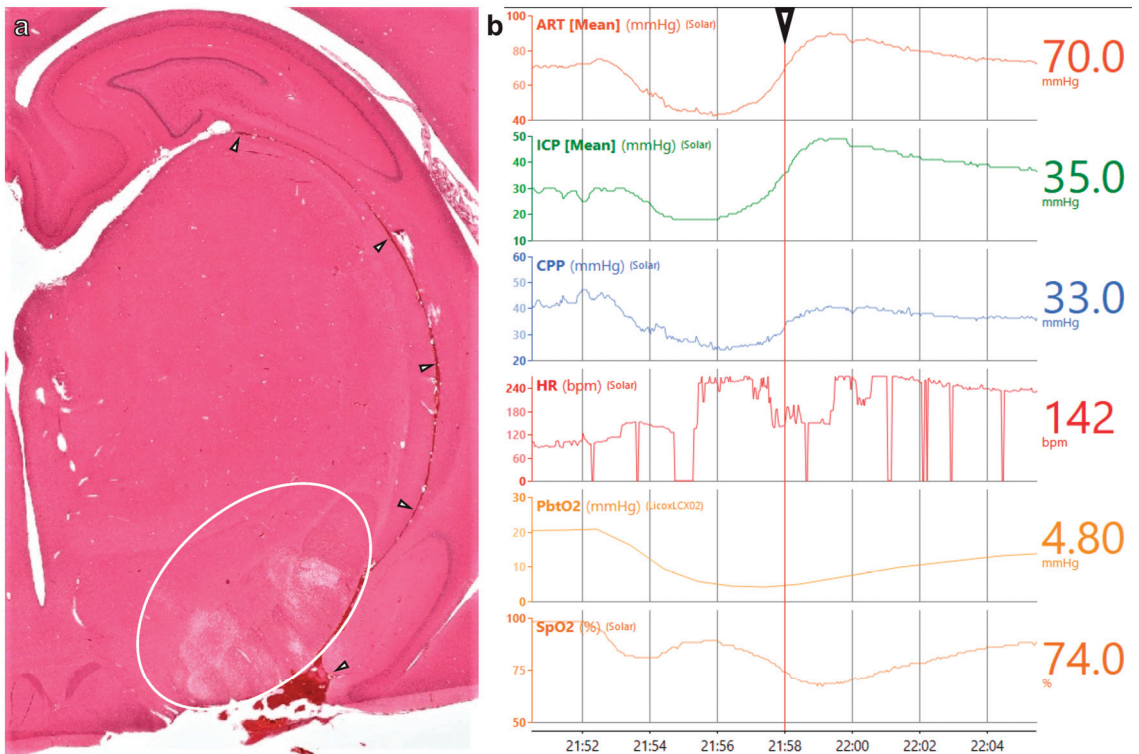 a
b
ART [Mean] (mmHg) (Solar)
100
80
60
40
70.0
mmHg
ICP [Mean] (mmHg) (Solar)
50
40
30
20
10
35.0
mmHg
CPP (mmHg) (Solar)
60
50
40
30
20
33.0
mmHg
HR (bpm) (Solar)
240
180
120
60
0
142
bpm
PbtO2 (mmHg) (LicoxLCX02)
30
20
10
0
4.80
mmHg
SpO2 (%) (Solar)
100
75
50
74.0
%
21:52 21:54 21:56 21:58 22:00 22:02 22:04